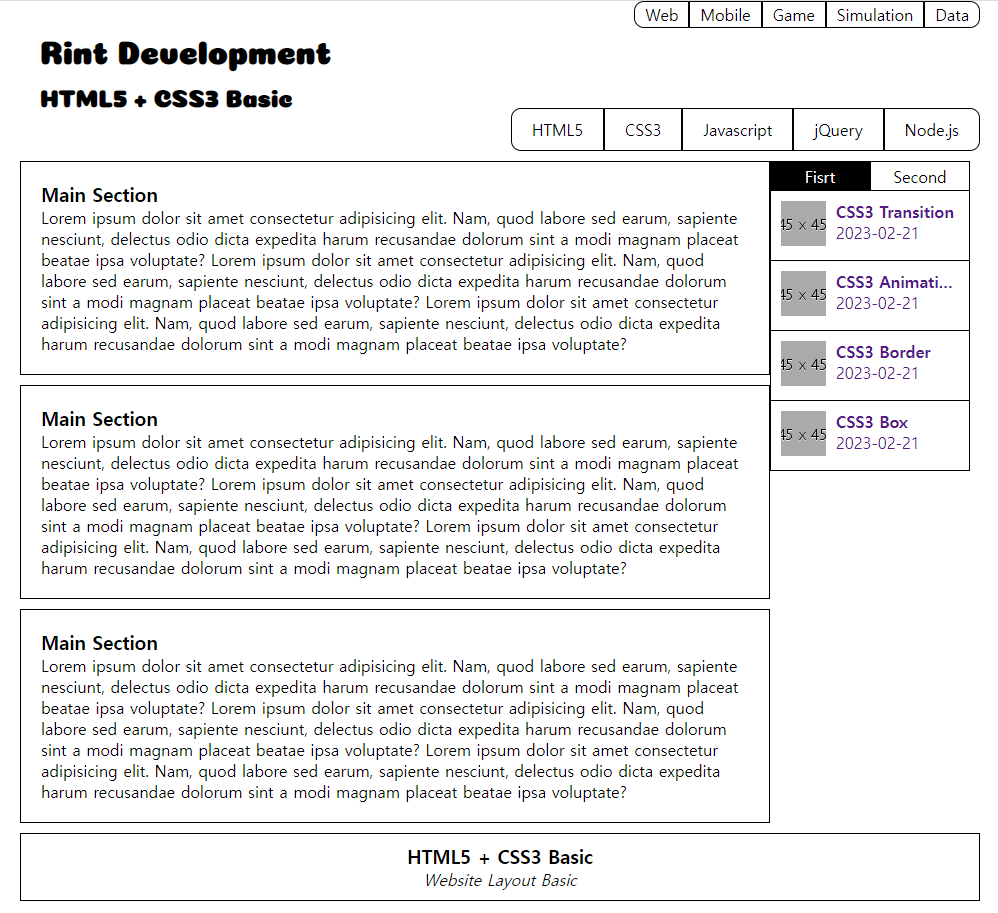 Web Mobile Game Simulation Data
Rint Development
HTML5 + CSS3 Basic
HTML5 CSS3 Javascript jQuery Node.js
Main Section
Lorem ipsum dolor sit amet consectetur adipisicing elit. Nam, quod labore sed earum, sapiente
nesciunt, delectus odio dicta expedita harum recusandae dolorum sint a modi magnam placeat
beatae ipsa voluptate? Lorem ipsum dolor sit amet consectetur adipisicing elit. Nam, quod
labore sed earum, sapiente nesciunt, delectus odio dicta expedita harum recusandae dolorum
sint a modi magnam placeat beatae ipsa voluptate? Lorem ipsum dolor sit amet consectetur
adipisicing elit. Nam, quod labore sed earum, sapiente nesciunt, delectus odio dicta expedita
harum recusandae dolorum sint a modi magnam placeat beatae ipsa voluptate?
Main Section
Lorem ipsum dolor sit amet consectetur adipisicing elit. Nam, quod labore sed earum, sapiente
nesciunt, delectus odio dicta expedita harum recusandae dolorum sint a modi magnam placeat
beatae ipsa voluptate? Lorem ipsum dolor sit amet consectetur adipisicing elit. Nam, quod
labore sed earum, sapiente nesciunt, delectus odio dicta expedita harum recusandae dolorum
sint a modi magnam placeat beatae ipsa voluptate? Lorem ipsum dolor sit amet consectetur
adipisicing elit. Nam, quod labore sed earum, sapiente nesciunt, delectus odio dicta expedita
harum recusandae dolorum sint a modi magnam placeat beatae ipsa voluptate?
Main Section
Lorem ipsum dolor sit amet consectetur adipisicing elit. Nam, quod labore sed earum, sapiente
nesciunt, delectus odio dicta expedita harum recusandae dolorum sint a modi magnam placeat
beatae ipsa voluptate? Lorem ipsum dolor sit amet consectetur adipisicing elit. Nam, quod
labore sed earum, sapiente nesciunt, delectus odio dicta expedita harum recusandae dolorum
sint a modi magnam placeat beatae ipsa voluptate? Lorem ipsum dolor sit amet consectetur
adipisicing elit. Nam, quod labore sed earum, sapiente nesciunt, delectus odio dicta expedita
harum recusandae dolorum sint a modi magnam placeat beatae ipsa voluptate?
Fisrt Second
45 x 45
CSS3 Transition
2023-02-21
45 x 45
CSS3 Animati...
2023-02-21
45 x 45
CSS3 Border
2023-02-21
45 x 45
CSS3 Box
2023-02-21
HTML5 + CSS3 Basic
Website Layout Basic